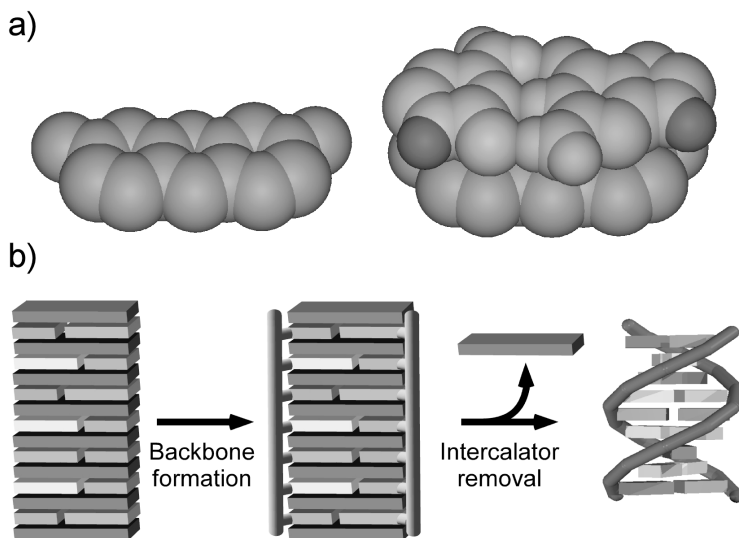 a)
b)
Backbone
formation
Intercalator
removal